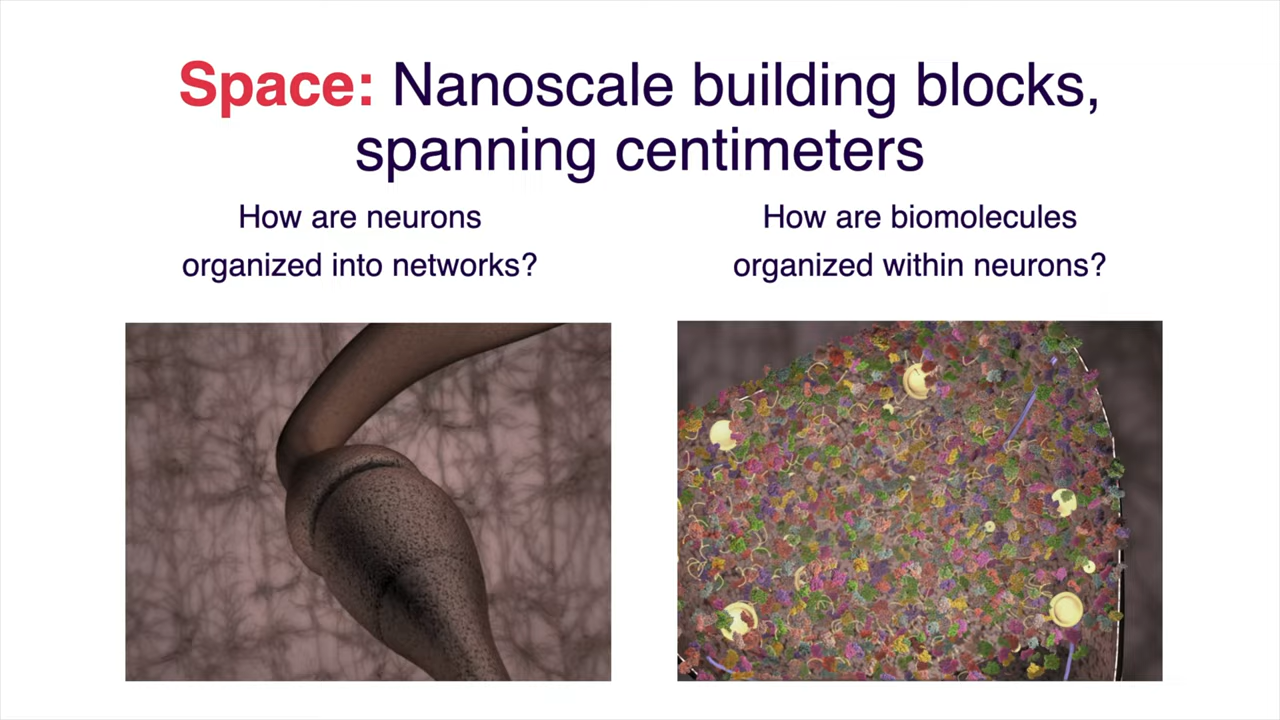 Space: Nanoscale building blocks,
spanning centimeters
How are neurons
organized into networks?
How are biomolecules
organized within neurons?